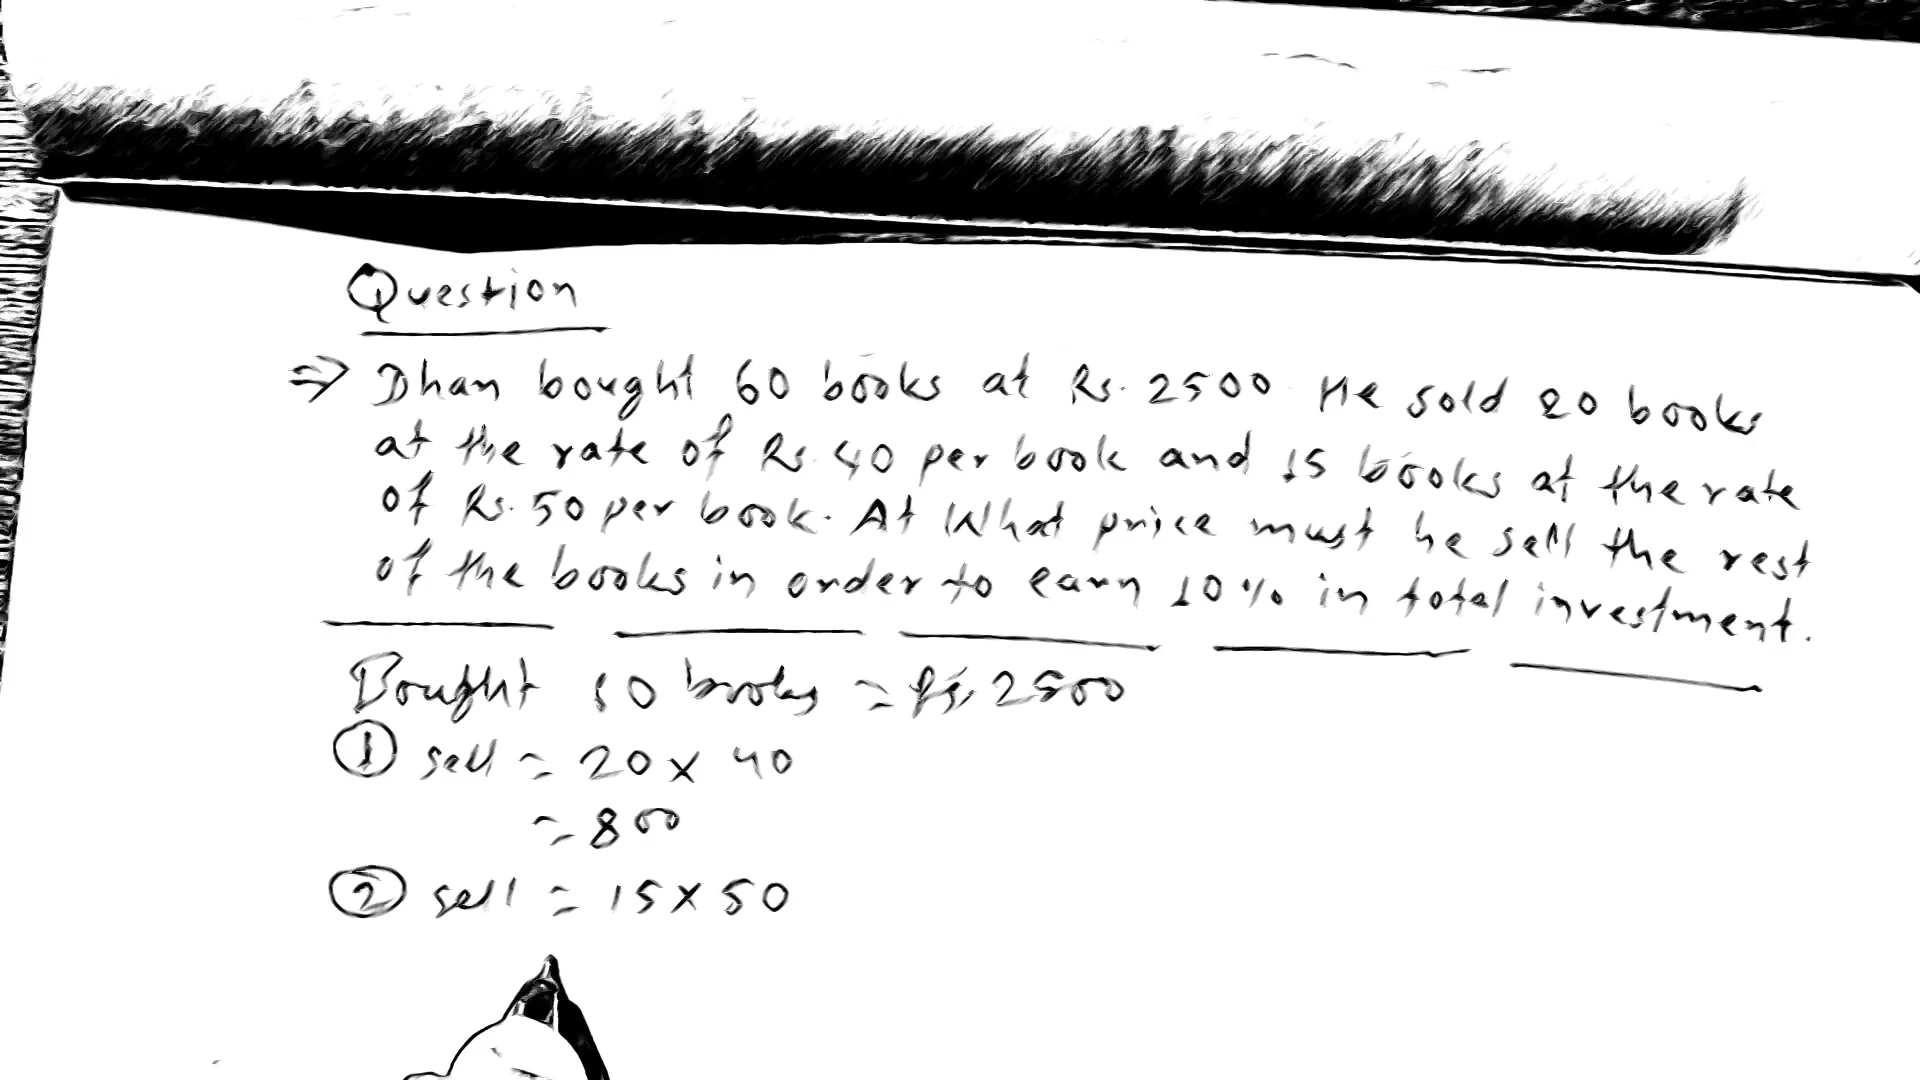 Question
⇒ Dhan bought 60 books at Rs. 2500. He sold 20 books
at the rate of Rs. 40 per book and 15 books at the rate
of Rs. 50 per book. At What price must he sell the rest
of the books in order to earn 10% in total investment.
Bought 60 books = Rs. 2500
① sell = 20 x 40
= 800
② sell = 15 x 50